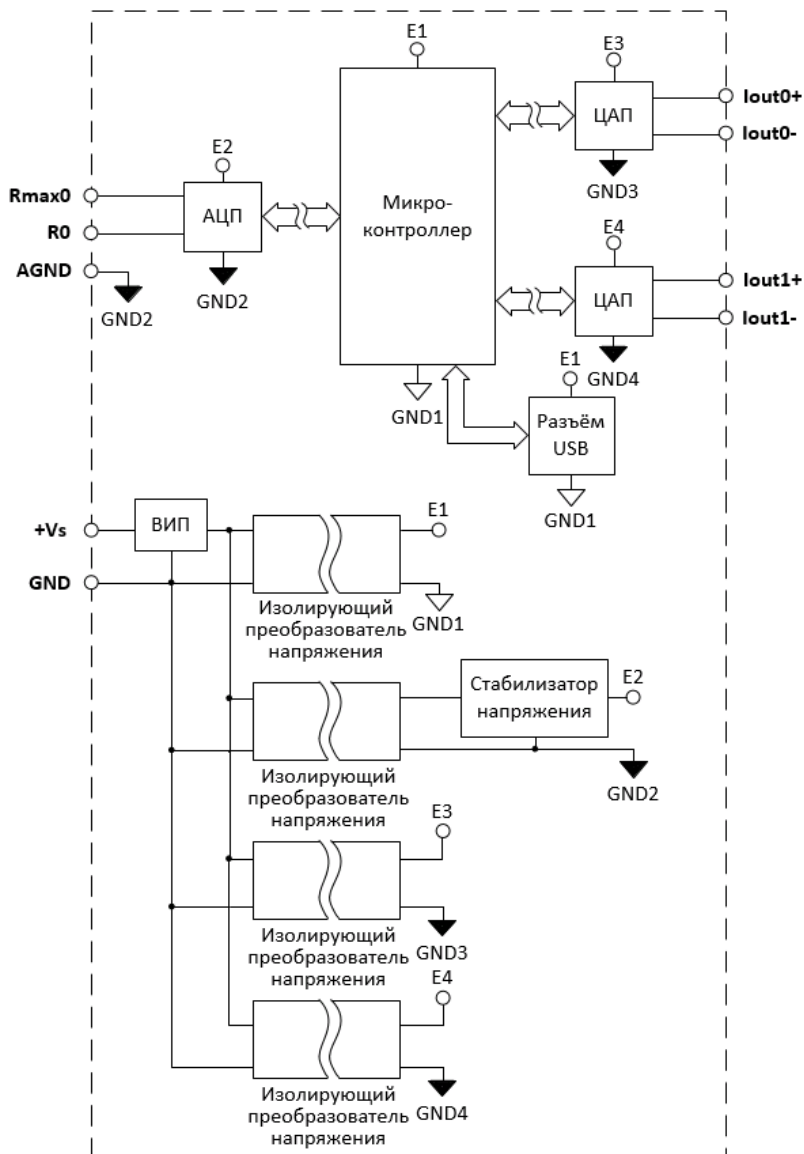 E1
E3
Iout0+
ЦАП
Iout0-
E2
GND3
Rmax0
АЦП
Микро-
контроллер
R0
E4
AGND
Iout1+
ЦАП
GND2
GND2
Iout1-
E1
GND4
GND1
Разъём
USB
GND1
+Vs
ВИП
E1
GND
Изолирующий
преобразователь
напряжения
GND1
Стабилизатор
напряжения
E2
GND2
Изолирующий
преобразователь
напряжения
E3
Изолирующий
преобразователь
напряжения
GND3
E4
Изолирующий
преобразователь
напряжения
GND4